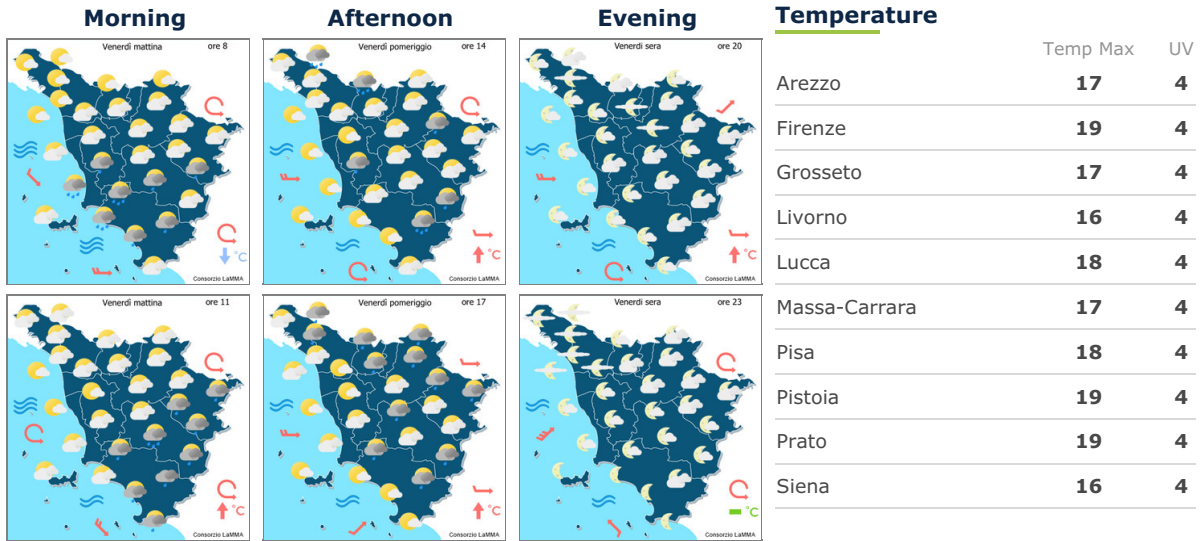 Morning
Afternoon
Evening
Temperature
Venerdì mattina ore 8
°C
Consorzio LaMMA
Venerdì pomeriggio ore 14
°C
Consorzio LaMMA
Venerdì sera ore 20
°C
Consorzio LaMMA
Venerdì mattina ore 11
°C
Consorzio LaMMA
Venerdì pomeriggio ore 17
°C
Consorzio LaMMA
Venerdì sera ore 23
°C
Consorzio LaMMA
Temp Max UV
Arezzo 17 4
Firenze 19 4
Grosseto 17 4
Livorno 16 4
Lucca 18 4
Massa-Carrara 17 4
Pisa 18 4
Pistoia 19 4
Prato 19 4
Siena 16 4